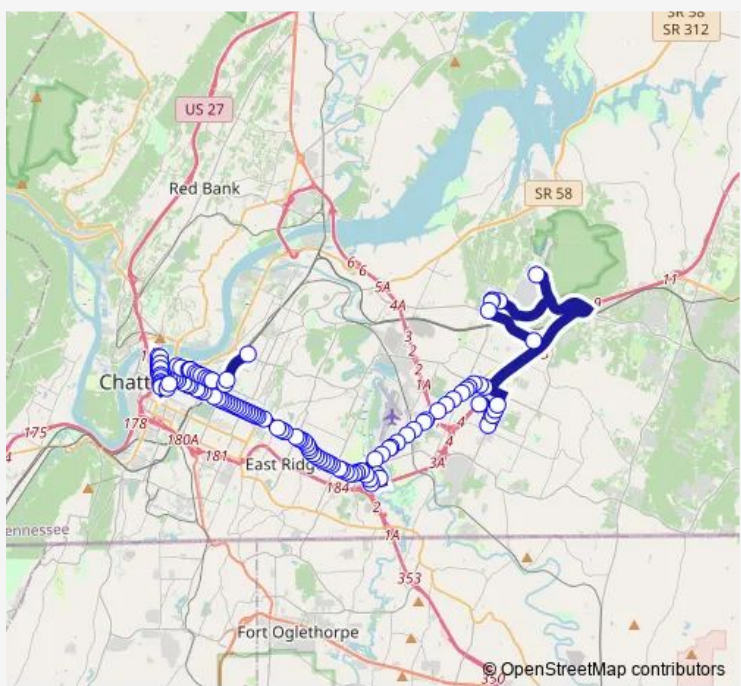 SR 58
SR 312
US 27
Red Bank
SR 58
6
6
5A
4A
11
9
3
2
2
1A
Chatt
178
175
180A
181
4
4
3A
East Ridg
184
2
ennessee
1A
353
Fort Oglethorpe
350
© OpenStreetMap contributors